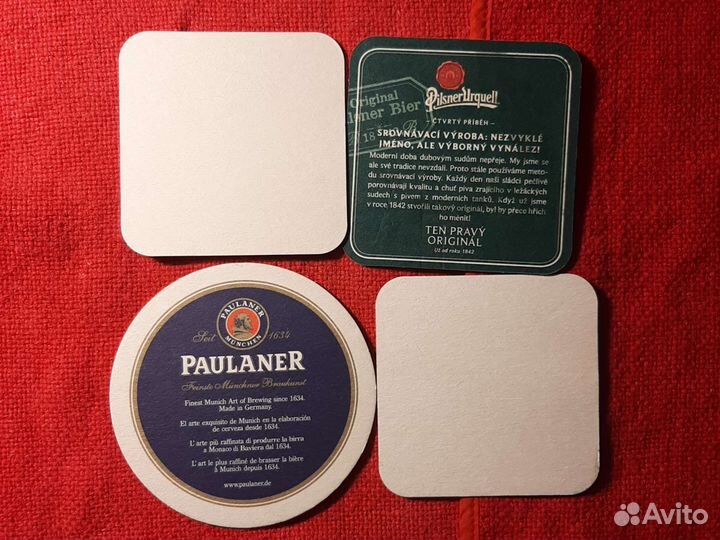 Original
Pilsner Bier
18
Pilsner Urquell
– ČTVRTÝ PŘÍBĚH –
SROVNÁVACÍ VÝROBA: NEZVYKLÉ
JMÉNO, ALE VÝBORNÝ VYNÁLEZ!
Moderní doba dubovým sudům nepřeje. My jsme se
ale své tradice nevzdali. Proto stále používáme meto-
du srovnávací výroby. Každý den naši sládci pečlivě
porovnávají kvalitu a chuť piva zrajícího v ležáckých
sudech s pivem z moderních tanků. Když už jsme
v roce 1842 stvořili takový originál, byl by přece hřích
ho měnit!
TEN PRAVÝ
ORIGINÁL
Už od roku 1842
PAULANER
MÜNCHEN
Seit 1634
PAULANER
Feinste Münchner Braukunst
Finest Munich Art of Brewing since 1634.
Made in Germany.
El arte exquisito de Munich en la elaboración
de cerveza desde 1634.
L'arte più raffinata di produrre la birra
a Monaco di Baviera dal 1634.
L'art le plus raffiné de brasser la bière
à Munich depuis 1634.
www.paulaner.de
Avito